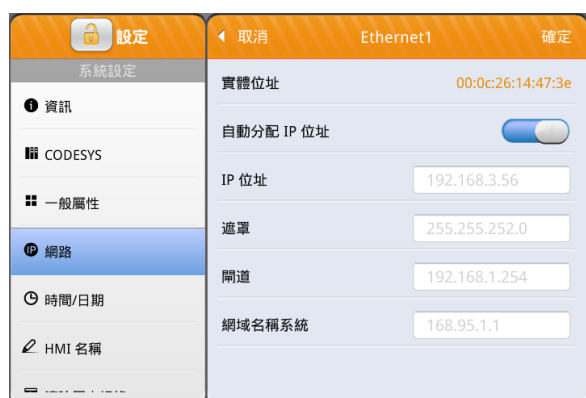 設定
系統設定
資訊
CODESYS
一般屬性
網路
時間/日期
HMI 名稱
取消
Ethernet1
確定
實體位址
00:0c:26:14:47:3e
自動分配 IP 位址
IP 位址
192.168.3.56
遮罩
255.255.252.0
閘道
192.168.1.254
網域名稱系統
168.95.1.1